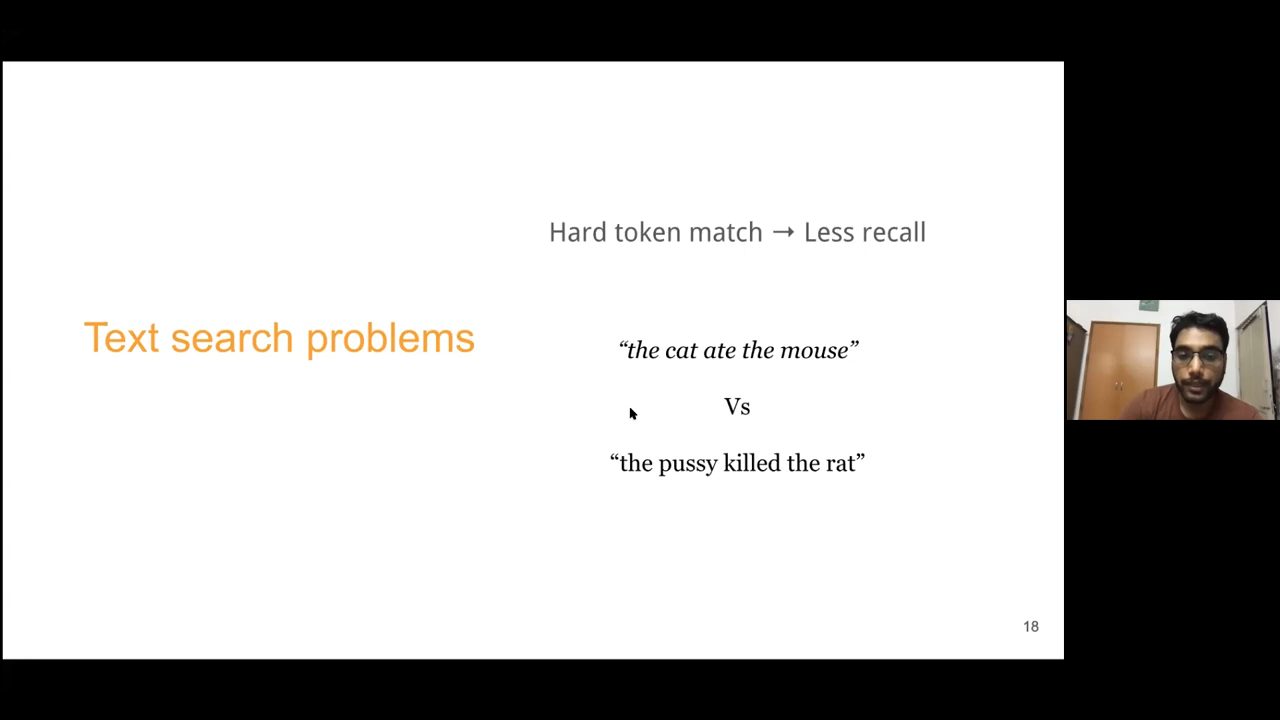 Hard token match → Less recall
Text search problems
“the cat ate the mouse”
Vs
“the pussy killed the rat”
18